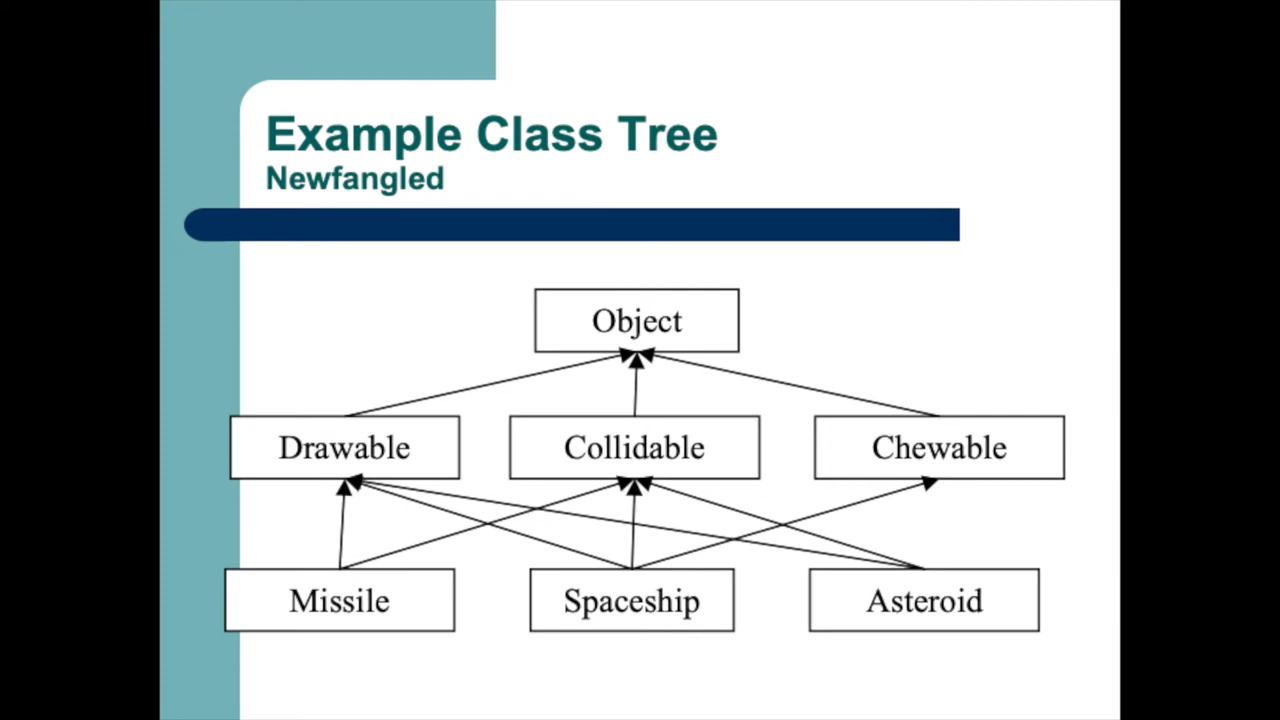 Example Class Tree
Newfangled
Object
Drawable
Collidable
Chewable
Missile
Spaceship
Asteroid